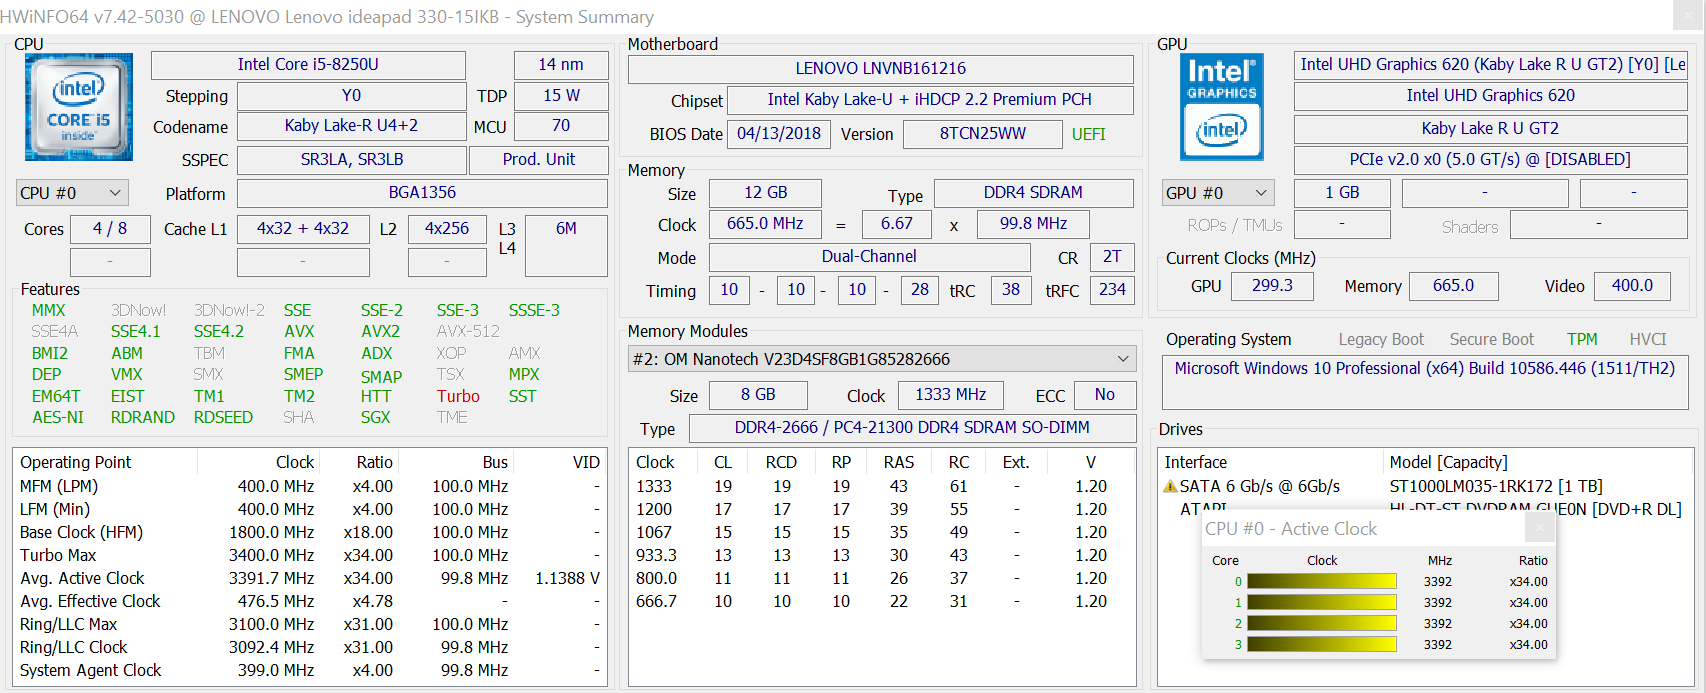 HWiNFO64 v7.42-5030 @ LENOVO Lenovo ideapad 330-15IKB - System Summary
CPU
intel
CORE i5
inside
Intel Core i5-8250U
14 nm
Stepping Y0 TDP 15 W
Codename Kaby Lake-R U4+2 MCU 70
SSPEC SR3LA, SR3LB Prod. Unit
CPU #0 Platform BGA1356
Cores 4 / 8 Cache L1 4x32 + 4x32 L2 4x256 L3 6M
- - - L4
Features
MMX 3DNow! 3DNow!-2 SSE SSE-2 SSE-3 SSSE-3
SSE4A SSE4.1 SSE4.2 AVX AVX2 AVX-512
BMI2 ABM TBM FMA ADX XOP AMX
DEP VMX SMX SMEP SMAP TSX MPX
EM64T EIST TM1 TM2 HTT Turbo SST
AES-NI RDRAND RDSEED SHA SGX TME
Operating Point Clock Ratio Bus VID
MFM (LPM) 400.0 MHz x4.00 100.0 MHz -
LFM (Min) 400.0 MHz x4.00 100.0 MHz -
Base Clock (HFM) 1800.0 MHz x18.00 100.0 MHz -
Turbo Max 3400.0 MHz x34.00 100.0 MHz -
Avg. Active Clock 3391.7 MHz x34.00 99.8 MHz 1.1388 V
Avg. Effective Clock 476.5 MHz x4.78 - -
Ring/LLC Max 3100.0 MHz x31.00 100.0 MHz -
Ring/LLC Clock 3092.4 MHz x31.00 99.8 MHz -
System Agent Clock 399.0 MHz x4.00 99.8 MHz -
Motherboard
LENOVO LNVNB161216
Chipset Intel Kaby Lake-U + iHDCP 2.2 Premium PCH
BIOS Date 04/13/2018 Version 8TCN25WW UEFI
Memory
Size 12 GB Type DDR4 SDRAM
Clock 665.0 MHz = 6.67 x 99.8 MHz
Mode Dual-Channel CR 2T
Timing 10 - 10 - 10 - 28 tRC 38 tRFC 234
Memory Modules
#2: OM Nanotech V23D4SF8GB1G85282666
Size 8 GB Clock 1333 MHz ECC No
Type DDR4-2666 / PC4-21300 DDR4 SDRAM SO-DIMM
Clock CL RCD RP RAS RC Ext. V
1333 19 19 19 43 61 - 1.20
1200 17 17 17 39 55 - 1.20
1067 15 15 15 35 49 - 1.20
933.3 13 13 13 30 43 - 1.20
800.0 11 11 11 26 37 - 1.20
666.7 10 10 10 22 31 - 1.20
GPU
Intel®
GRAPHICS
intel
Intel UHD Graphics 620 (Kaby Lake R U GT2) [Y0] [Le
Intel UHD Graphics 620
Kaby Lake R U GT2
PCIe v2.0 x0 (5.0 GT/s) @ [DISABLED]
GPU #0 1 GB - -
ROPs / TMUs - Shaders -
Current Clocks (MHz)
GPU 299.3 Memory 665.0 Video 400.0
Operating System Legacy Boot Secure Boot TPM HVCI
Microsoft Windows 10 Professional (x64) Build 10586.446 (1511/TH2)
Drives
Interface Model [Capacity]
SATA 6 Gb/s @ 6Gb/s ST1000LM035-1RK172 [1 TB]
ATAPI HL-DT-ST DVDRAM GUE0N [DVD+R DL]
CPU #0 - Active Clock
Core Clock MHz Ratio
0 3392 x34.00
1 3392 x34.00
2 3392 x34.00
3 3392 x34.00